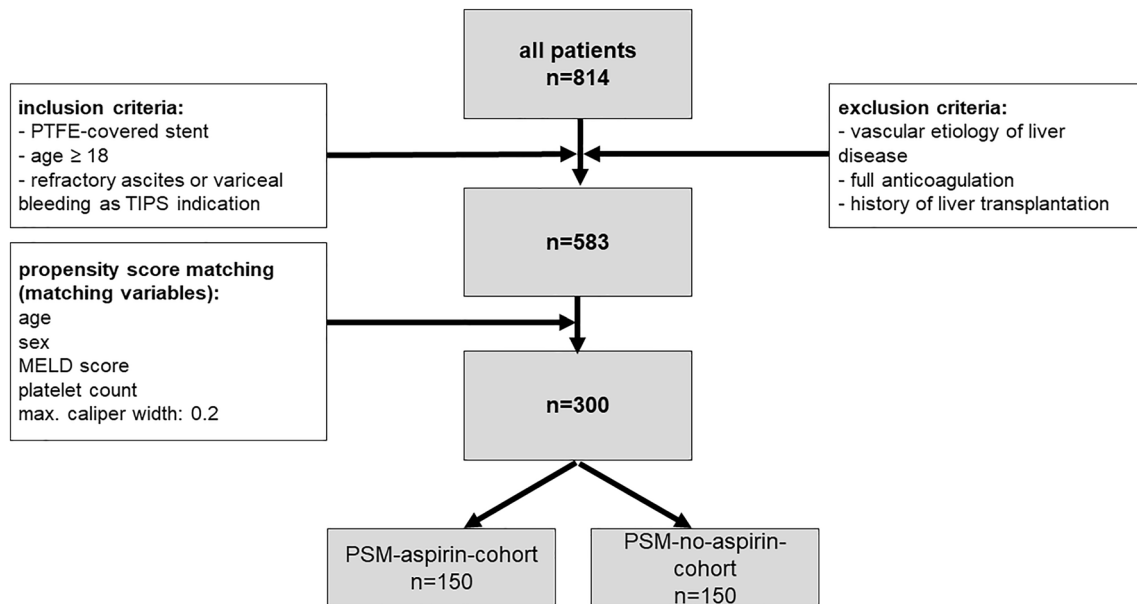 all patients
n=814
inclusion criteria:
- PTFE-covered stent
- age ≥ 18
- refractory ascites or variceal
bleeding as TIPS indication
exclusion criteria:
- vascular etiology of liver
disease
- full anticoagulation
- history of liver transplantation
n=583
propensity score matching
(matching variables):
age
sex
MELD score
platelet count
max. caliper width: 0.2
n=300
PSM-aspirin-cohort
n=150
PSM-no-aspirin-
cohort
n=150